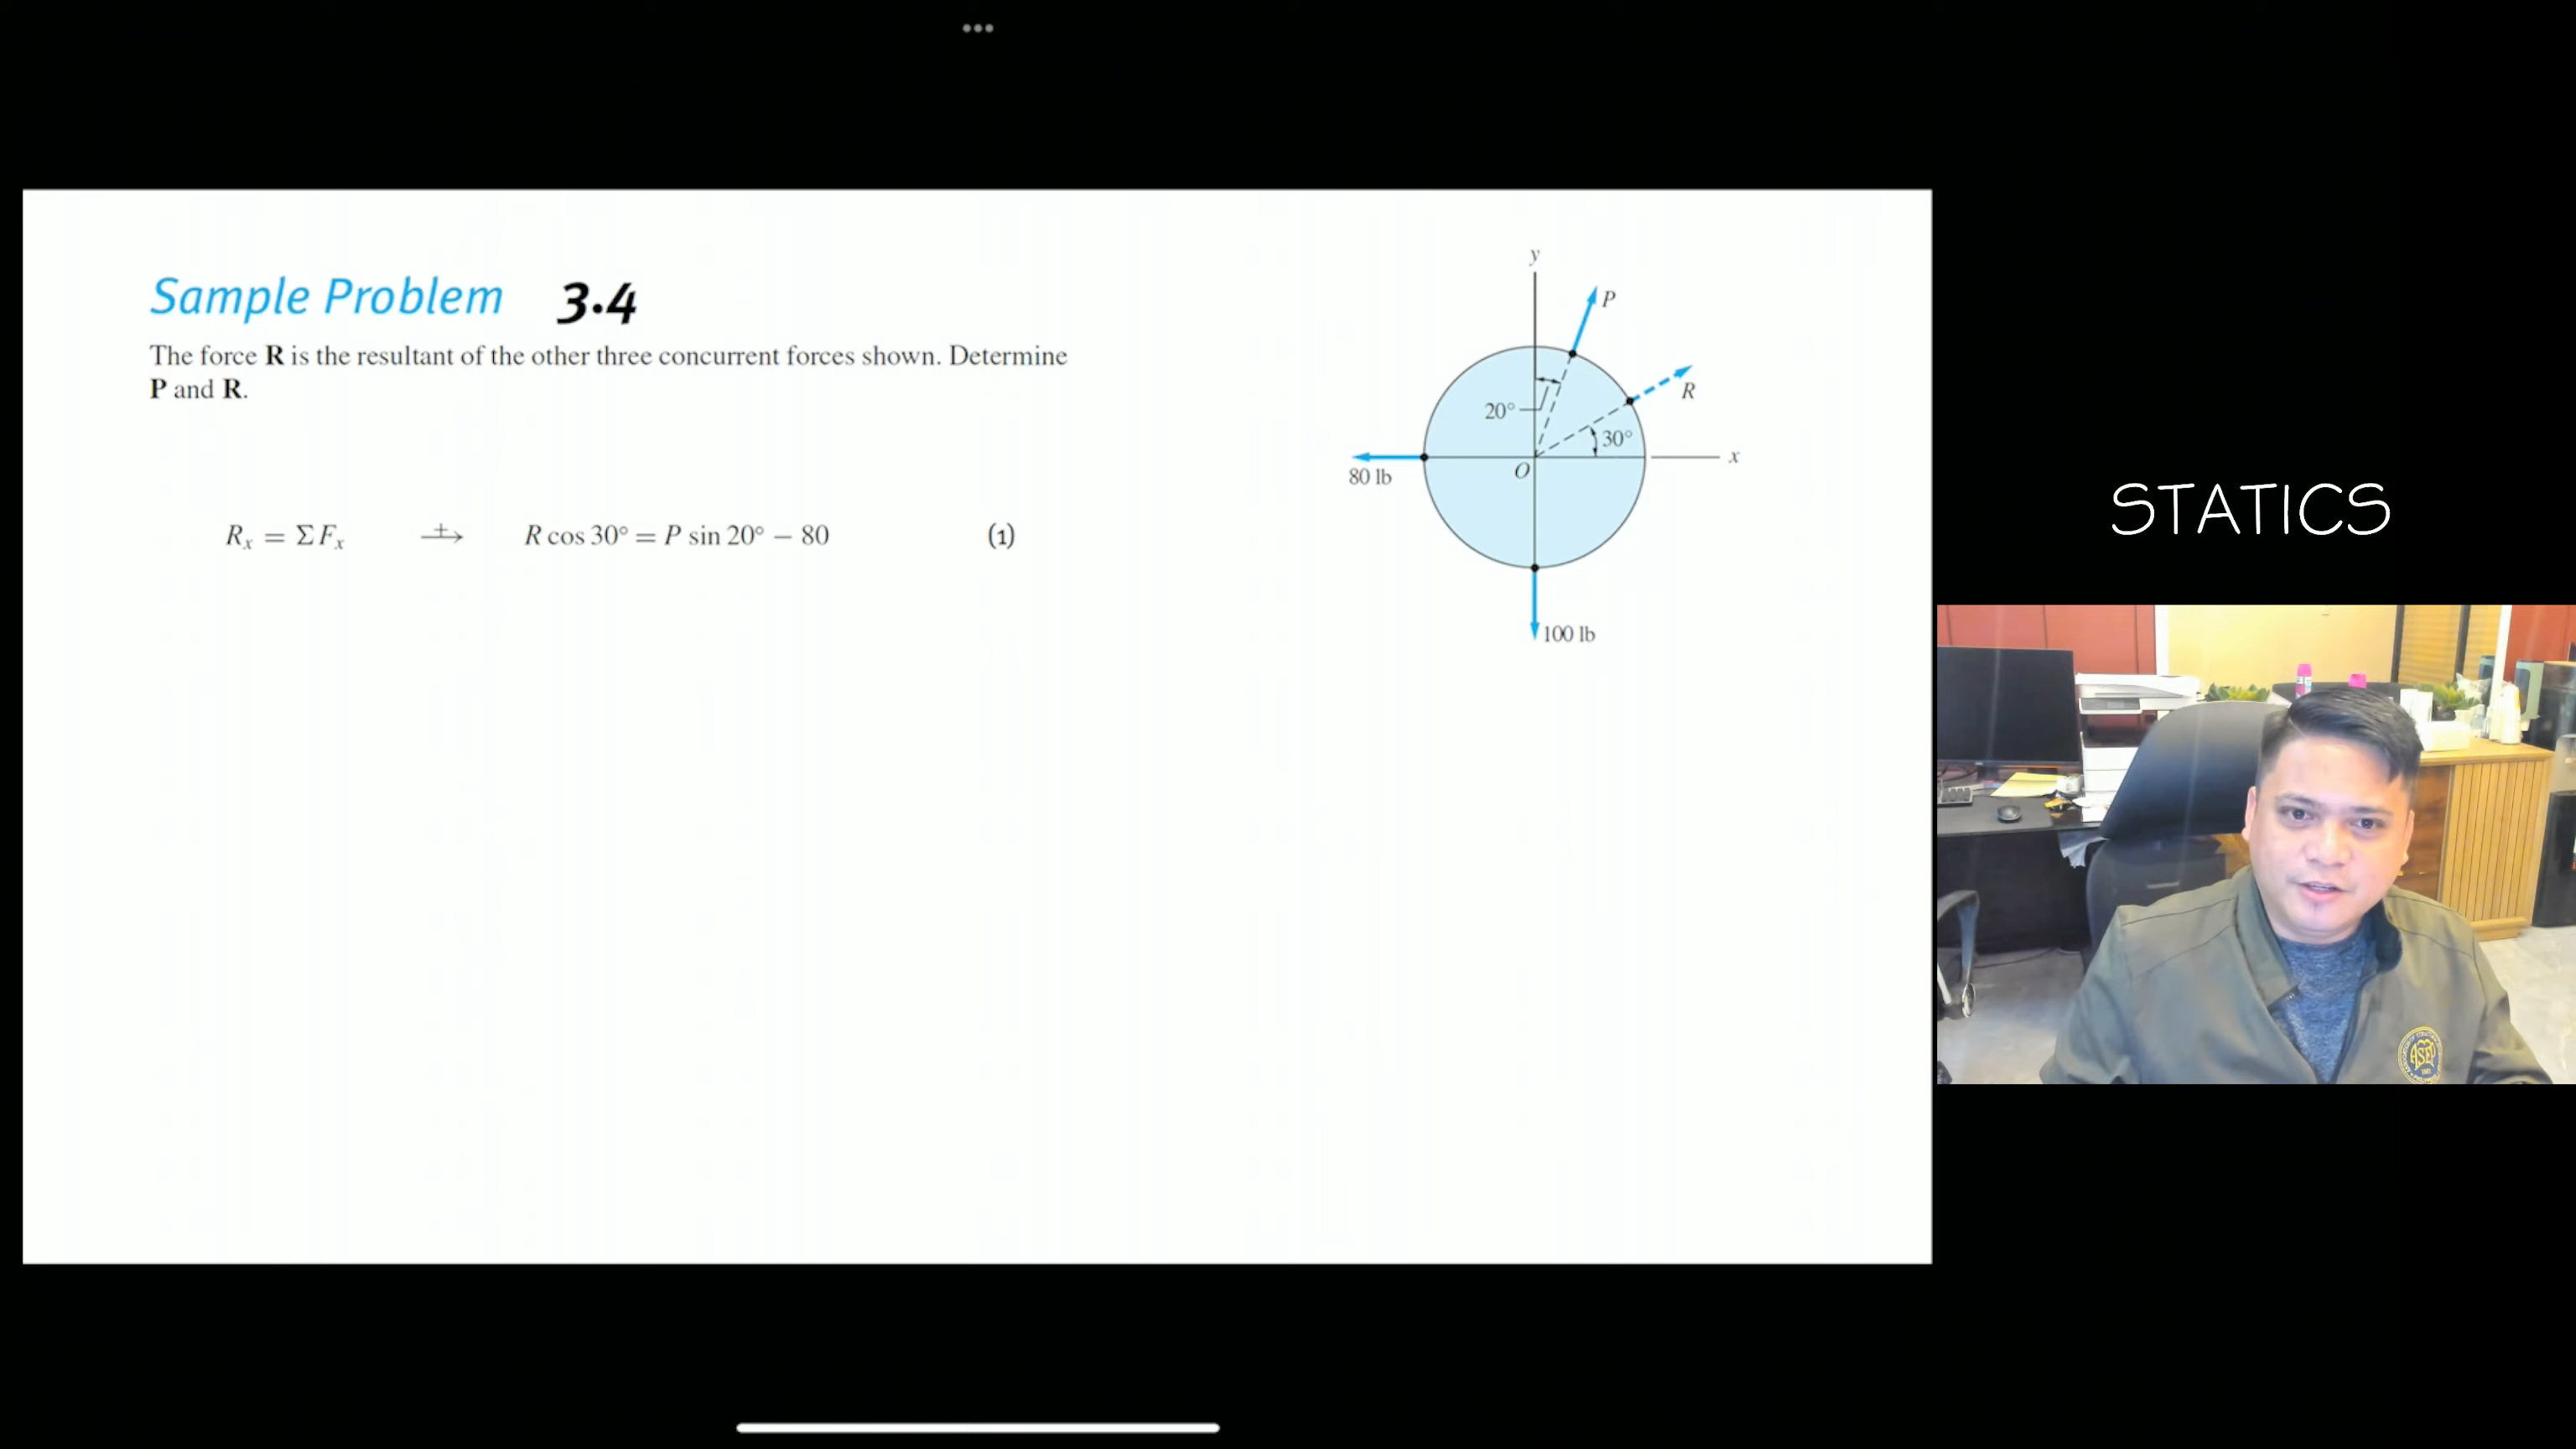 Sample Problem 3.4
The force R is the resultant of the other three concurrent forces shown. Determine
P and R.
Rx = ΣFx +→ R cos 30° = P sin 20° – 80 (1)
y
P
R
20°
30°
x
O
80 lb
100 lb
STATICS
ASEP